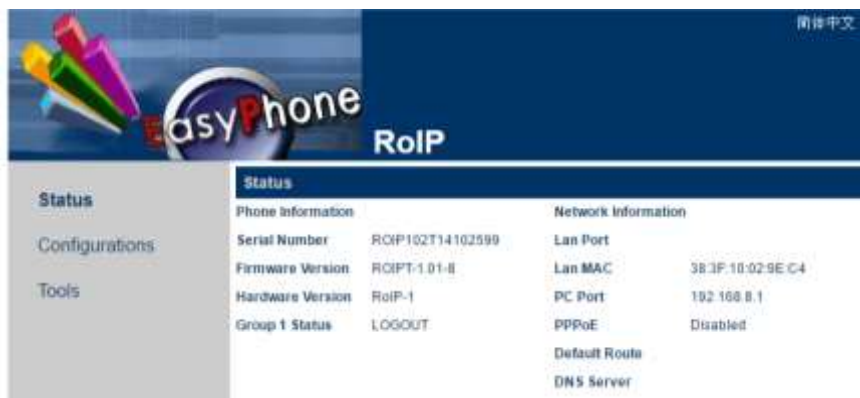 简体中文
EasyPhone
RoIP
Status
Configurations
Tools
Status
Phone Information
Serial Number ROIP102T14102599
Firmware Version ROIPT-1.01-8
Hardware Version RoIP-1
Group 1 Status LOGOUT
Network Information
Lan Port
Lan MAC 38:3F:10:02:9E:C4
PC Port 192.168.8.1
PPPoE Disabled
Default Route
DNS Server